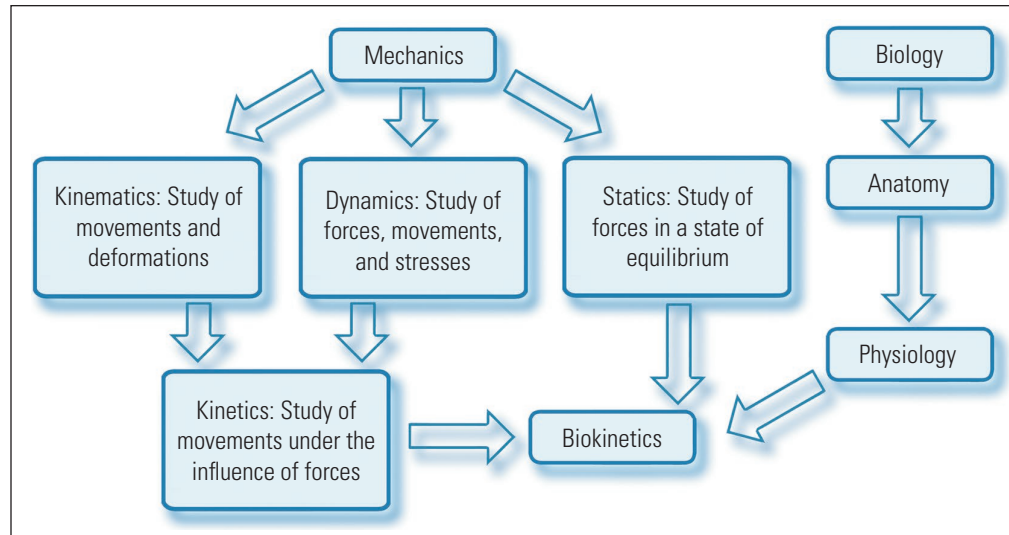 Mechanics
Biology
Kinematics: Study of
movements and
deformations
Dynamics: Study of
forces, movements,
and stresses
Statics: Study of
forces in a state of
equilibrium
Anatomy
Physiology
Kinetics: Study of
movements under the
influence of forces
Biokinetics